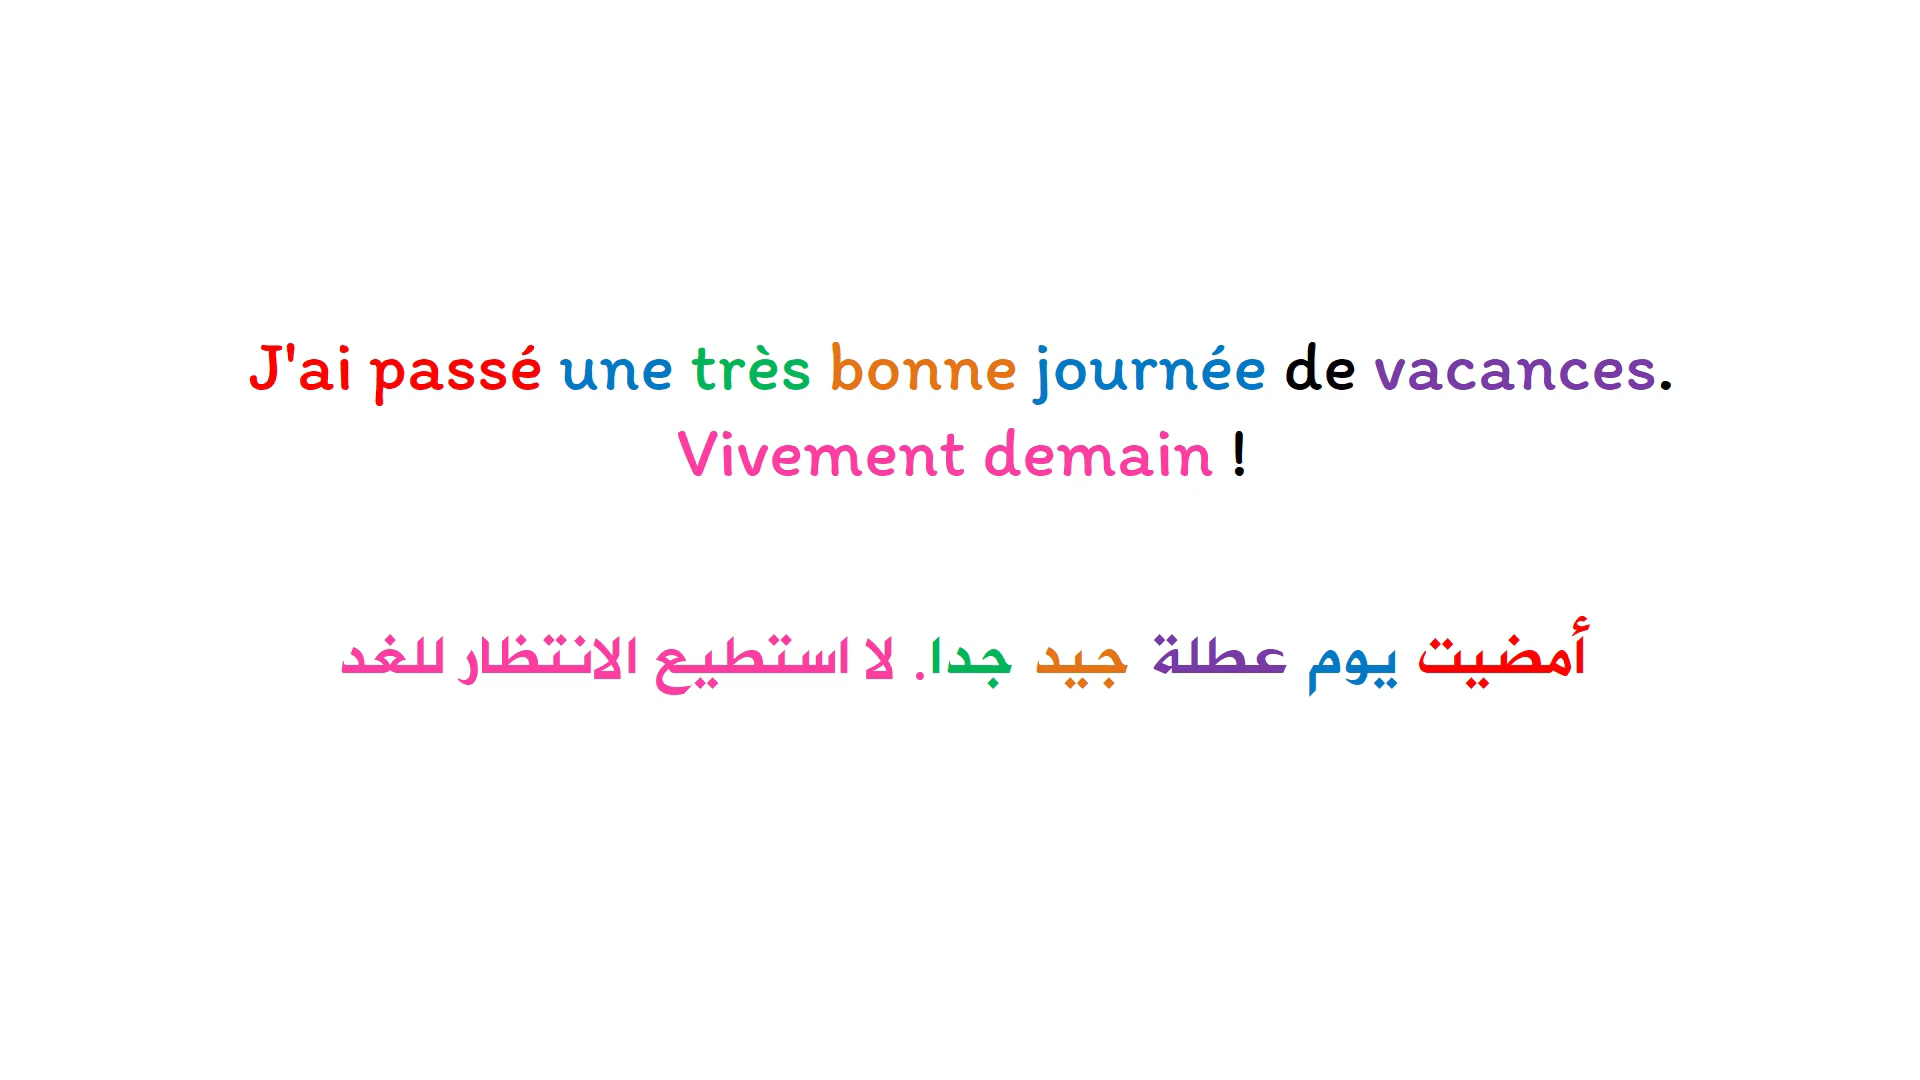 J'ai passé une très bonne journée de vacances.
Vivement demain !
أمضيت يوم عطلة جيد جدا. لا استطيع الانتظار للغد